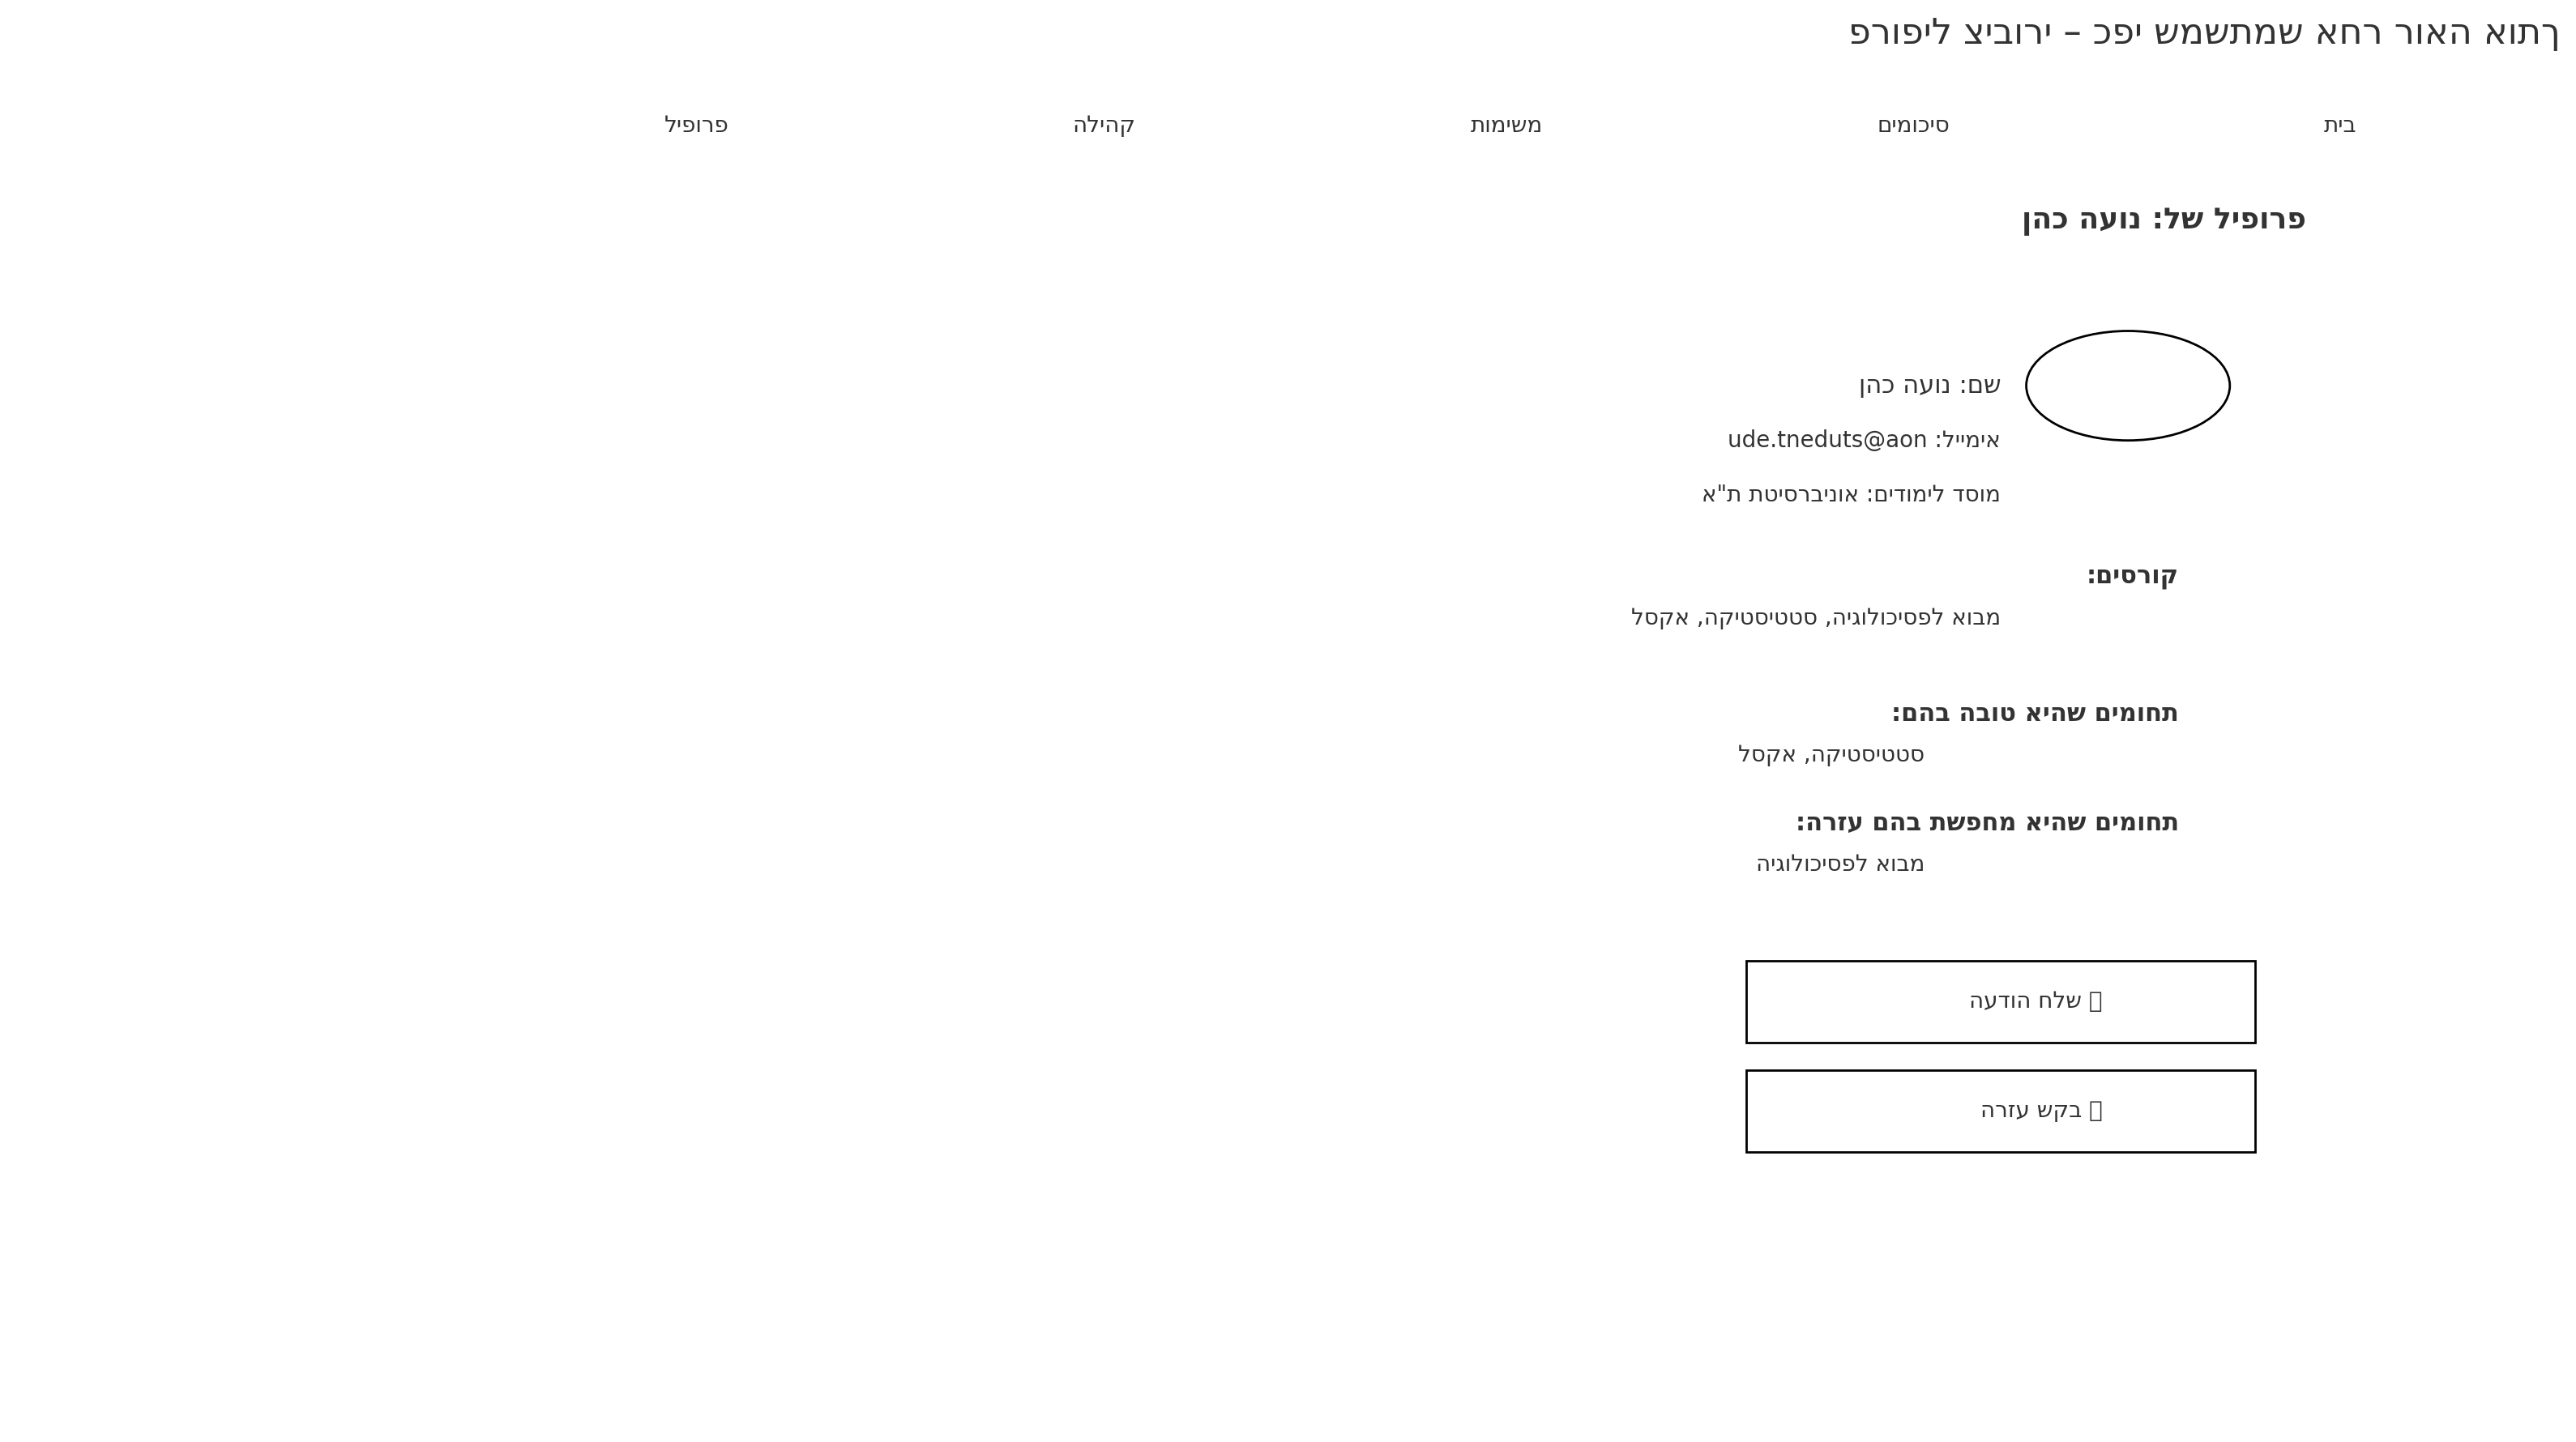 ךתוא האור רחא שמתשמש יפכ – ירוביצ ליפורפ
בית
סיכומים
משימות
קהילה
פרופיל
פרופיל של: נועה כהן
שם: נועה כהן
אימייל: ude.tneduts@aon
מוסד לימודים: אוניברסיטת ת"א
קורסים:
מבוא לפסיכולוגיה, סטטיסטיקה, אקסל
תחומים שהיא טובה בהם:
סטטיסטיקה, אקסל
תחומים שהיא מחפשת בהם עזרה:
מבוא לפסיכולוגיה
שלח הודעה
בקש עזרה